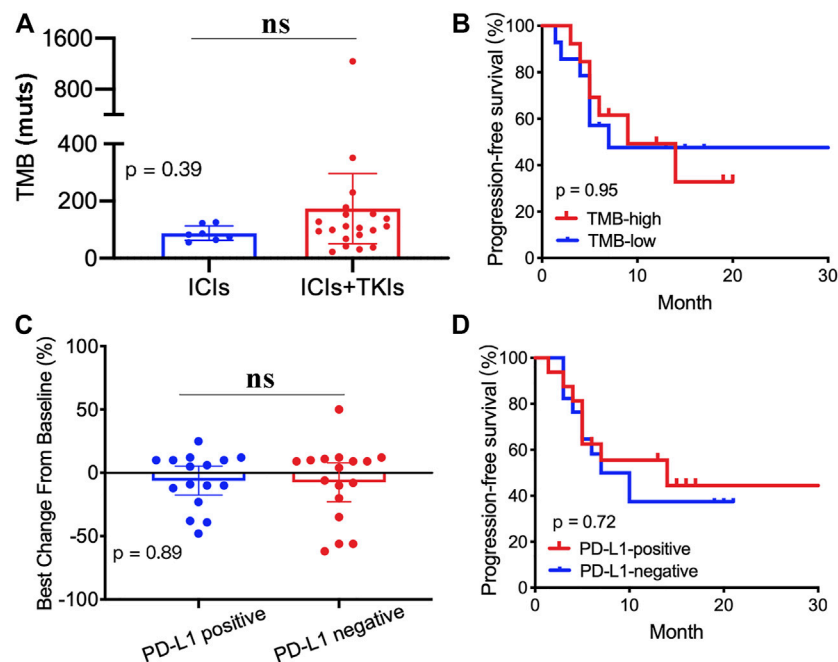 A
ns
TMB (muts)
1600
800
400
200
0
p = 0.39
ICIs
ICIs+TKIs
B
Progression-free survival (%)
100
80
60
40
20
0
p = 0.95
TMB-high
TMB-low
0
10
20
30
Month
C
ns
Best Change From Baseline (%)
100
50
0
-50
-100
p = 0.89
PD-L1 positive
PD-L1 negative
D
Progression-free survival (%)
100
80
60
40
20
0
p = 0.72
PD-L1-positive
PD-L1-negative
0
10
20
30
Month